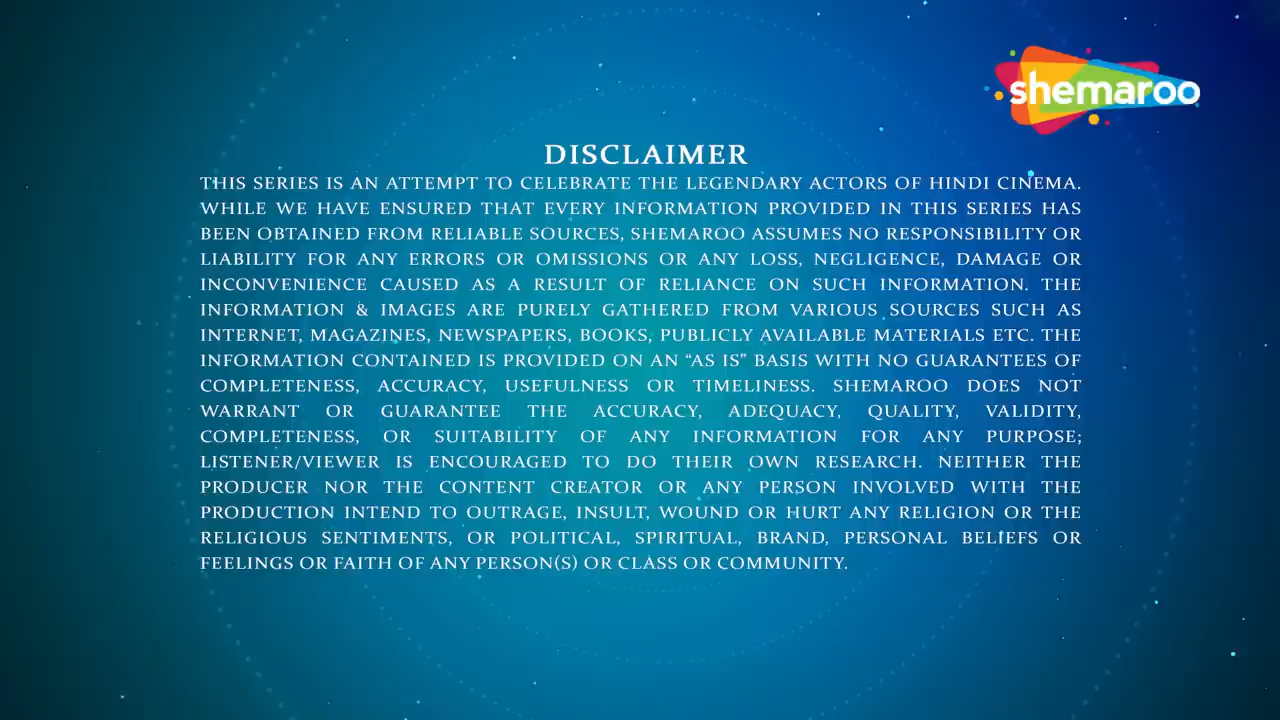 shemaroo
DISCLAIMER
THIS SERIES IS AN ATTEMPT TO CELEBRATE THE LEGENDARY ACTORS OF HINDI CINEMA.
WHILE WE HAVE ENSURED THAT EVERY INFORMATION PROVIDED IN THIS SERIES HAS
BEEN OBTAINED FROM RELIABLE SOURCES, SHEMAROO ASSUMES NO RESPONSIBILITY OR
LIABILITY FOR ANY ERRORS OR OMISSIONS OR ANY LOSS, NEGLIGENCE, DAMAGE OR
INCONVENIENCE CAUSED AS A RESULT OF RELIANCE ON SUCH INFORMATION. THE
INFORMATION & IMAGES ARE PURELY GATHERED FROM VARIOUS SOURCES SUCH AS
INTERNET, MAGAZINES, NEWSPAPERS, BOOKS, PUBLICLY AVAILABLE MATERIALS ETC. THE
INFORMATION CONTAINED IS PROVIDED ON AN “AS IS” BASIS WITH NO GUARANTEES OF
COMPLETENESS, ACCURACY, USEFULNESS OR TIMELINESS. SHEMAROO DOES NOT
WARRANT OR GUARANTEE THE ACCURACY, ADEQUACY, QUALITY, VALIDITY,
COMPLETENESS, OR SUITABILITY OF ANY INFORMATION FOR ANY PURPOSE;
LISTENER/VIEWER IS ENCOURAGED TO DO THEIR OWN RESEARCH. NEITHER THE
PRODUCER NOR THE CONTENT CREATOR OR ANY PERSON INVOLVED WITH THE
PRODUCTION INTEND TO OUTRAGE, INSULT, WOUND OR HURT ANY RELIGION OR THE
RELIGIOUS SENTIMENTS, OR POLITICAL, SPIRITUAL, BRAND, PERSONAL BELIEFS OR
FEELINGS OR FAITH OF ANY PERSON(S) OR CLASS OR COMMUNITY.